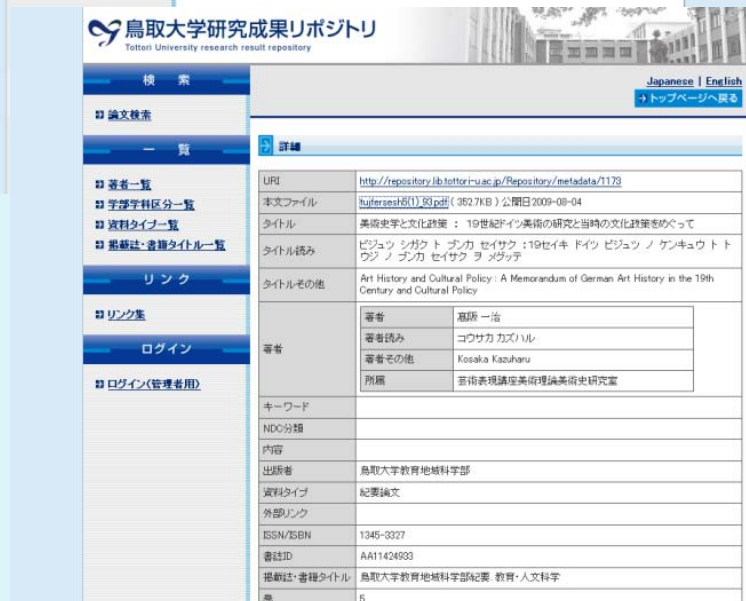 鳥取大学研究成果リポジトリ
Tottori University research result repository
検 索
論文検索
一 覧
著者一覧
学部学科区分一覧
資料タイプ一覧
掲載誌・書籍タイトル一覧
リンク
リンク集
ログイン
ログイン(管理者用)
Japanese | English
トップページへ戻る
詳細
URI http://repository.lib.tottori-u.ac.jp/Repository/metadata/1173
本文ファイル tujfersesh5(1)_93.pdf ( 352.7KB ) 公開日2009-08-04
タイトル 美術史学と文化政策 : 19世紀ドイツ美術の研究と当時の文化政策をめぐって
タイトル読み ビジュツ シガク ト ブンカ セイサク :19セイキ ドイツ ビジュツ ノ ケンキュウ ト ト
ウジ ノ ブンカ セイサク ヲ メグッテ
タイトルその他 Art History and Cultural Policy : A Memorandum of German Art History in the 19th
Century and Cultural Policy
著者
著者 高阪 一治
著者読み コウサカ カズハル
著者その他 Kosaka Kazuharu
所属 芸術表現講座美術理論美術史研究室
キーワード
NDC分類
内容
出版者 鳥取大学教育地域科学部
資料タイプ 紀要論文
外部リンク
ISSN/ISBN 1345-3327
書誌ID AA11424933
掲載誌・書籍タイトル 鳥取大学教育地域科学部紀要. 教育・人文科学
巻 5